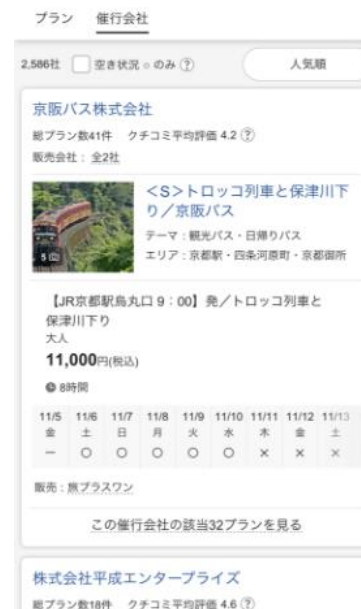 プラン 催行会社
2,586社 空き状況○のみ ? 人気順
京阪バス株式会社
総プラン数41件 クチコミ平均評価 4.2 ?
販売会社：全2社
＜S＞トロッコ列車と保津川下
り／京阪バス
テーマ：観光バス・日帰りバス
エリア：京都駅・四条河原町・京都御所
5
【JR京都駅烏丸口 9：00】発／トロッコ列車と
保津川下り
大人
11,000円(税込)
8時間
11/5 11/6 11/7 11/8 11/9 11/10 11/11 11/12 11/13
金 土 日 月 火 水 木 金 土
－ ○ ○ ○ ○ ○ × × ×
販売：旅プラスワン
この催行会社の該当32プランを見る
株式会社平成エンタープライズ
総プラン数18件 クチコミ平均評価 4.6 ?